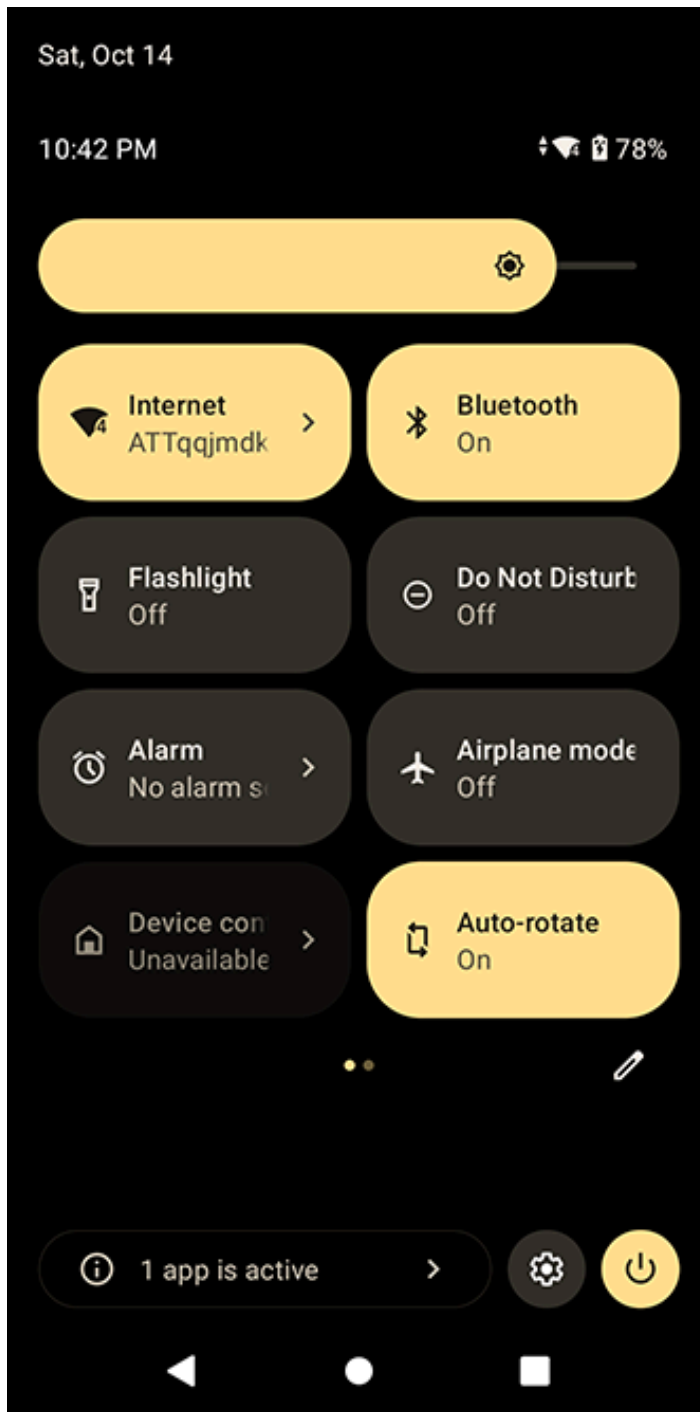 Sat, Oct 14
10:42 PM
4 78%
Internet
ATTqqjmdk
Bluetooth
On
Flashlight
Off
Do Not Disturb
Off
Alarm
No alarm s
Airplane mode
Off
Device con
Unavailable
Auto-rotate
On
1 app is active